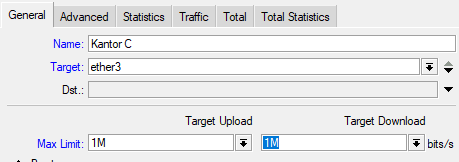 General Advanced Statistics Traffic Total Total Statistics
Name: Kantor C
Target: ether3
Dst.:
Target Upload Target Download
Max Limit: 1M 1M bits/s